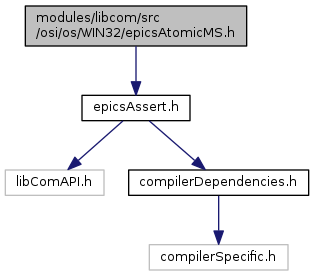 modules/libcom/src
/osi/os/WIN32/epicsAtomicMS.h
epicsAssert.h
libComAPI.h
compilerDependencies.h
compilerSpecific.h